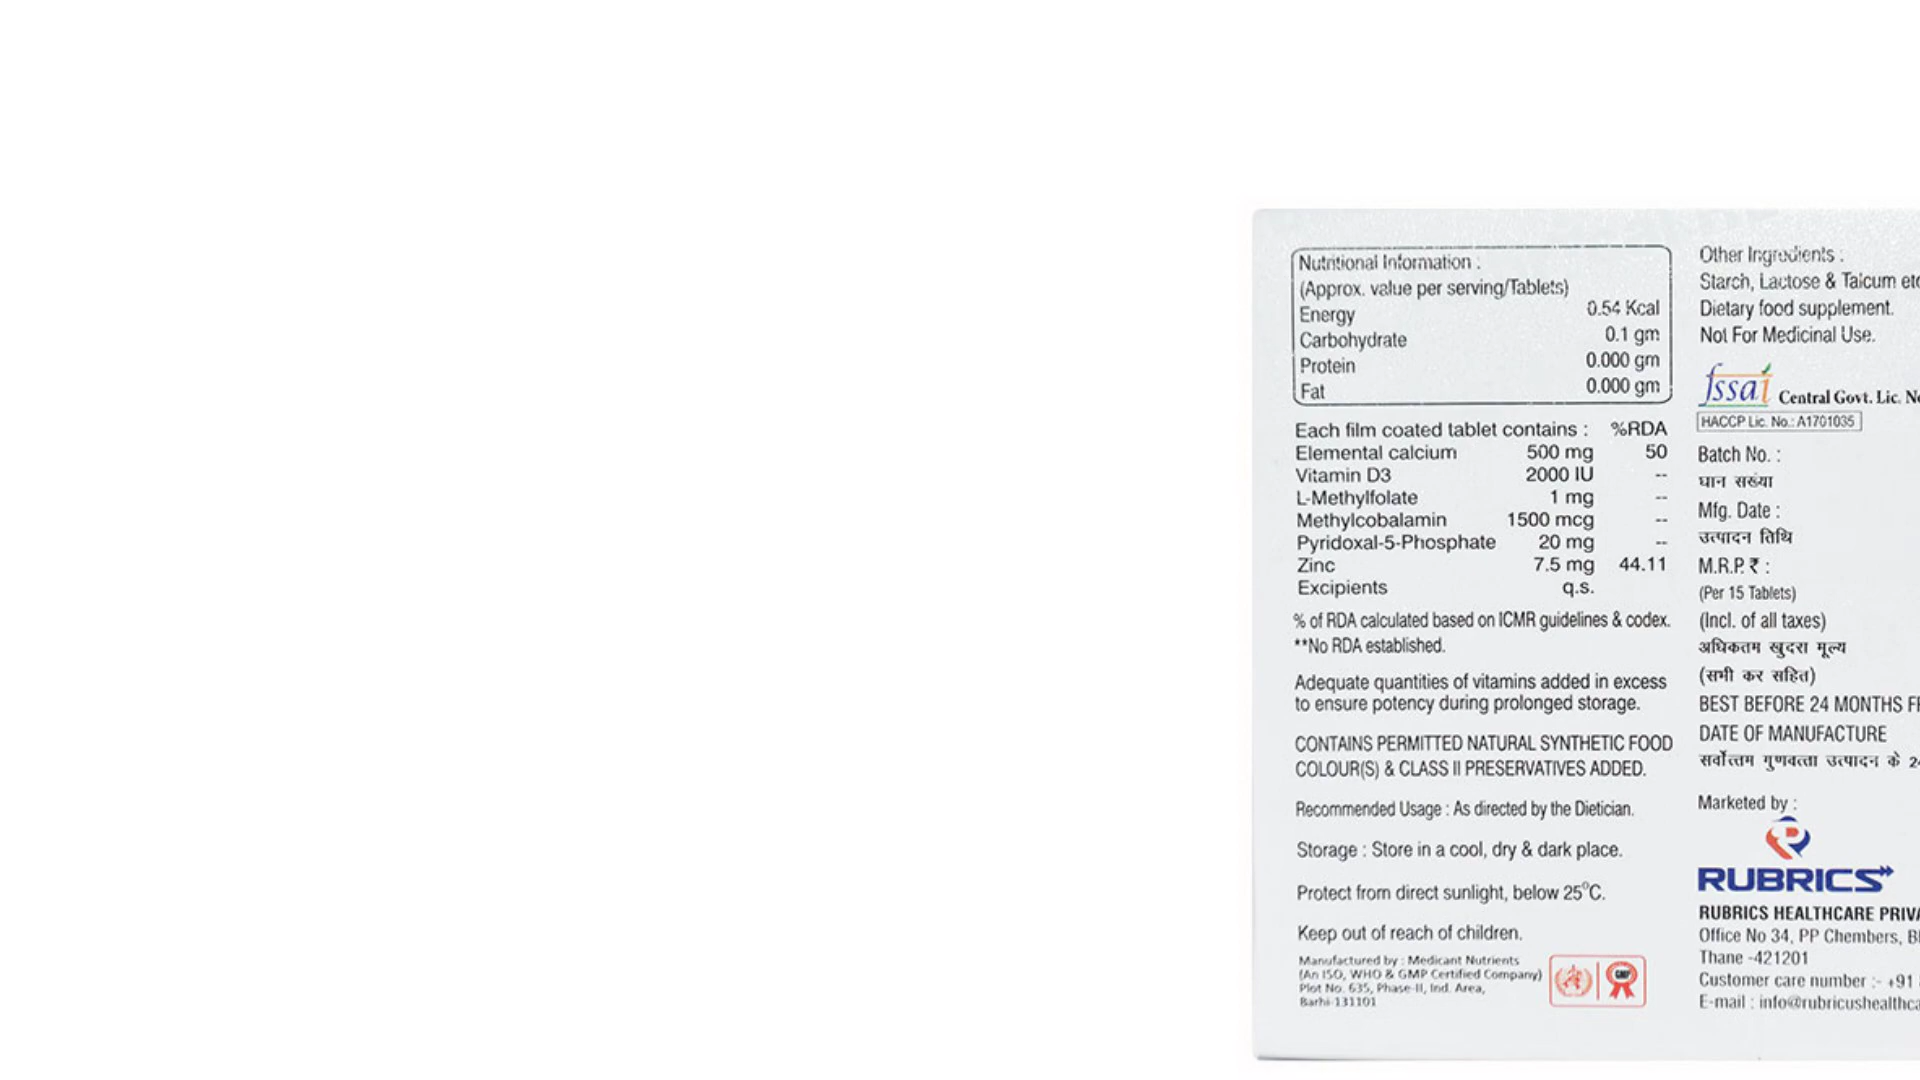 Nutritional Information :
(Approx. value per serving/Tablets)
Energy 0.54 Kcal
Carbohydrate 0.1 gm
Protein 0.000 gm
Fat 0.000 gm
Each film coated tablet contains : %RDA
Elemental calcium 500 mg 50
Vitamin D3 2000 IU --
L-Methylfolate 1 mg --
Methylcobalamin 1500 mcg --
Pyridoxal-5-Phosphate 20 mg --
Zinc 7.5 mg 44.11
Excipients q.s.
% of RDA calculated based on ICMR guidelines & codex.
**No RDA established.
Adequate quantities of vitamins added in excess
to ensure potency during prolonged storage.
CONTAINS PERMITTED NATURAL SYNTHETIC FOOD
COLOUR(S) & CLASS II PRESERVATIVES ADDED.
Recommended Usage : As directed by the Dietician.
Storage : Store in a cool, dry & dark place.
Protect from direct sunlight, below 25°C.
Keep out of reach of children.
Manufactured by : Medicant Nutrients
(An ISO, WHO & GMP Certified Company)
Plot No. 635, Phase-II, Ind. Area,
Barhi-131101
GMP
Other Ingredients :
Starch, Lactose & Talcum
Dietary food supplement.
Not For Medicinal Use.
fssai Central Govt. Lic.
HACCP Lic. No.: A1701035
Batch No. :
घान सख्या
Mfg. Date :
उत्पादन तिथि
M.R.P. ₹ :
(Per 15 Tablets)
(Incl. of all taxes)
अधिकतम खुदरा मूल्य
(सभी कर सहित)
BEST BEFORE 24 MONTHS
DATE OF MANUFACTURE
सर्वोत्तम गुणवत्ता उत्पादन के
Marketed by :
RUBRICS
RUBRICS HEALTHCARE
Office No 34, PP Chembers,
Thane -421201
Customer care number :- +91
E-mail :